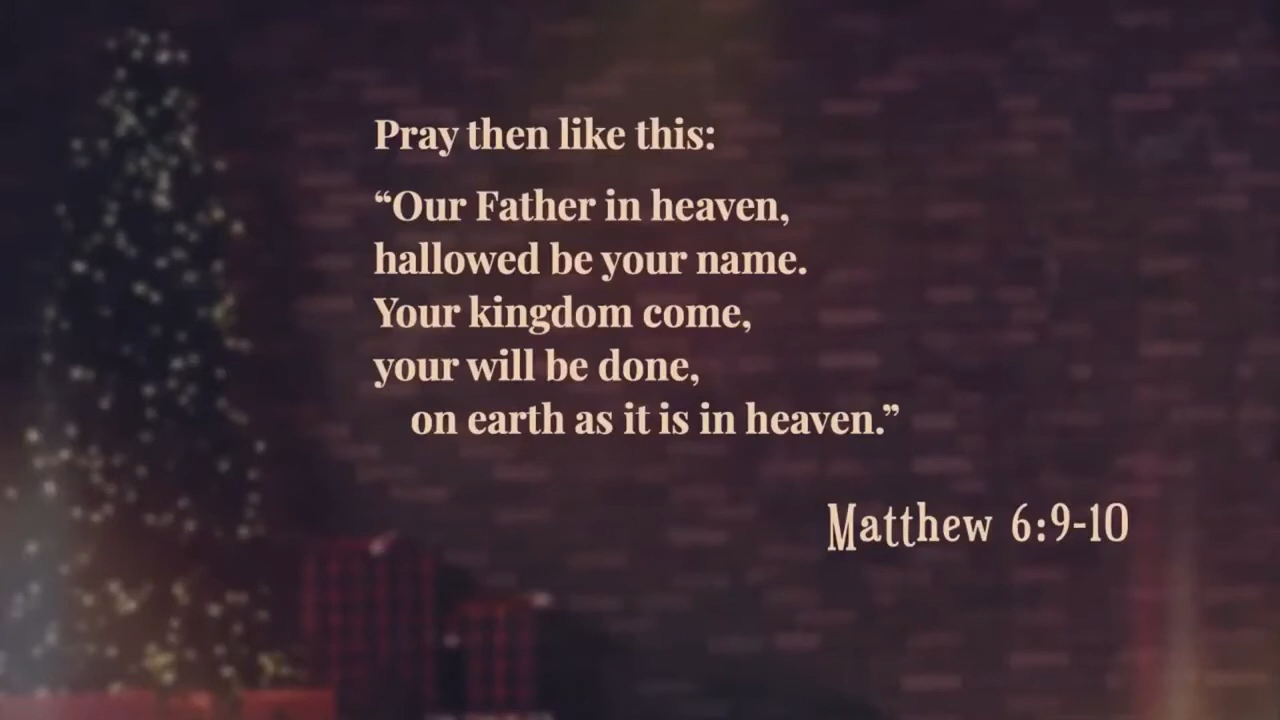 Pray then like this:
“Our Father in heaven,
hallowed be your name.
Your kingdom come,
your will be done,
on earth as it is in heaven.”
Matthew 6:9-10